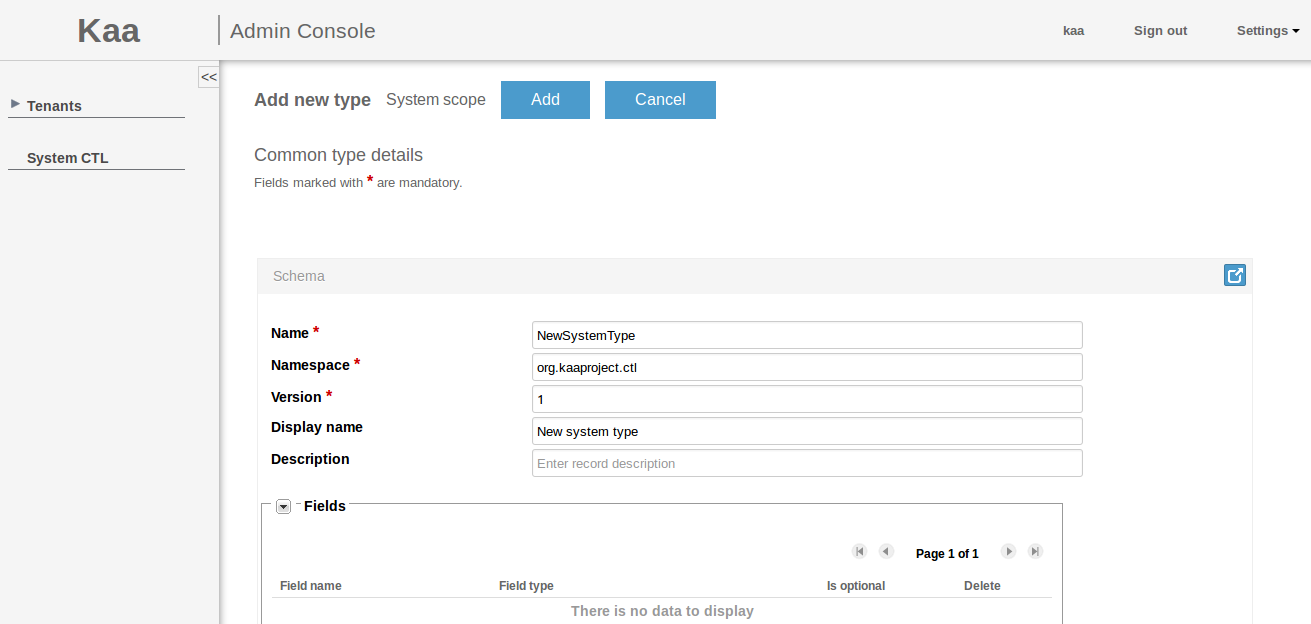 Kaa
Admin Console
kaa
Sign out
Settings
<<
Tenants
System CTL
Add new type
System scope
Add
Cancel
Common type details
Fields marked with * are mandatory.
Schema
Name *
NewSystemType
Namespace *
org.kaaproject.ctl
Version *
1
Display name
New system type
Description
Enter record description
Fields
Page 1 of 1
Field name
Field type
Is optional
Delete
There is no data to display